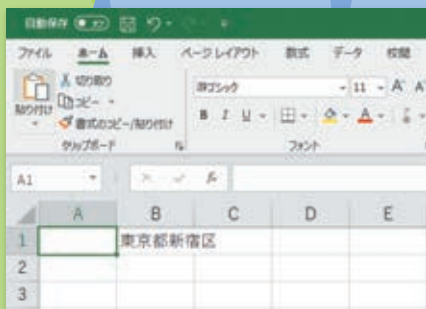 自動保存 オフ
ファイル ホーム 挿入 ページレイアウト 数式 データ 校閲
貼り付け
切り取り
コピー
書式のコピー/貼り付け
游ゴシック 11 A A
B I U A
クリップボード フォント
A1 fx
A B C D E
1 東京都新宿区
2
3